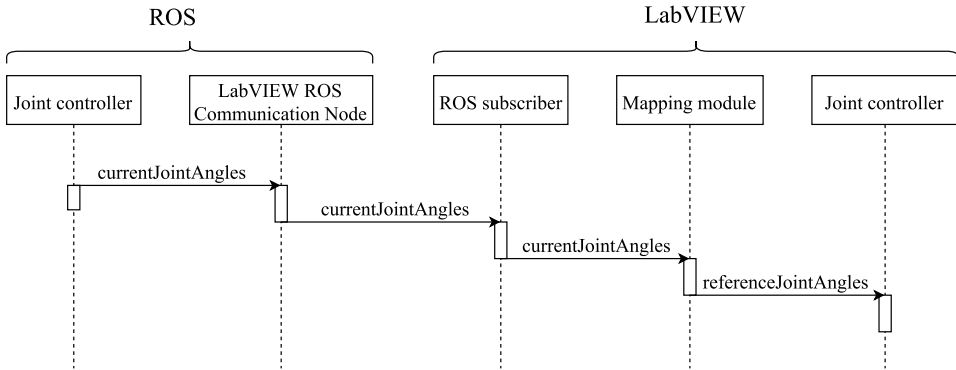 ROS
LabVIEW
Joint controller
LabVIEW ROS
Communication Node
ROS subscriber
Mapping module
Joint controller
currentJointAngles
currentJointAngles
currentJointAngles
referenceJointAngles